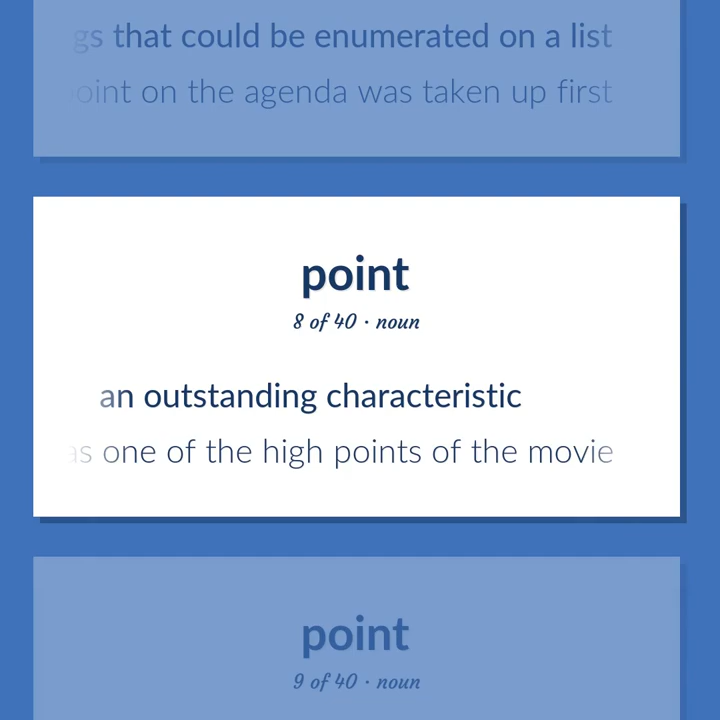 that could be enumerated on a list
on the agenda was taken up first
point
8 of 40 · noun
an outstanding characteristic
one of the high points of the movie
point
9 of 40 · noun